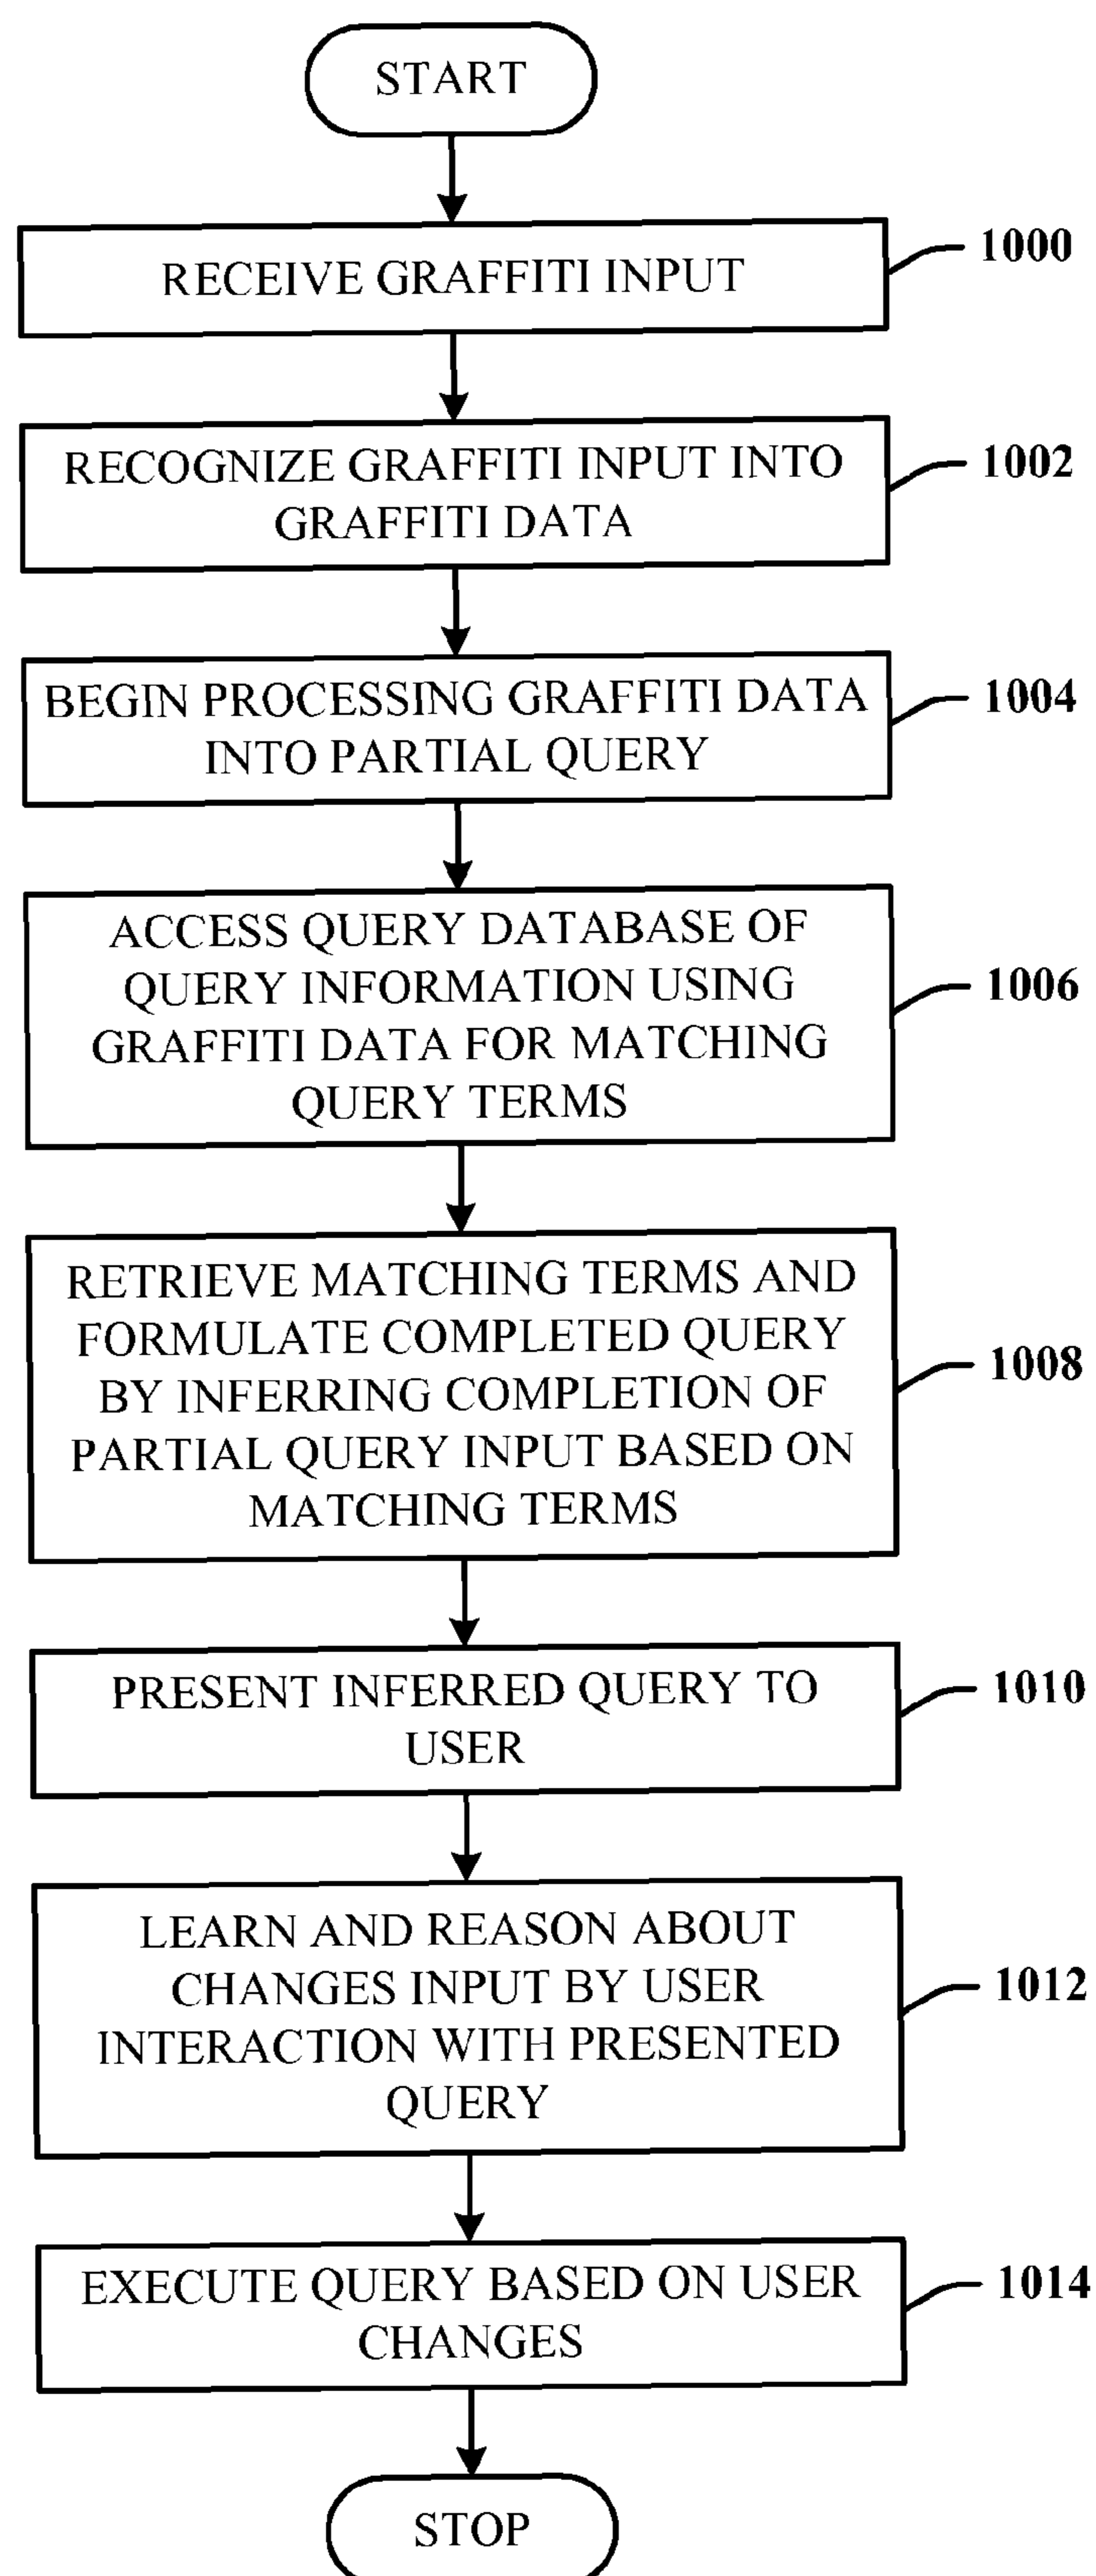 START
RECEIVE GRAFFITI INPUT
1000
RECOGNIZE GRAFFITI INPUT INTO
GRAFFITI DATA
1002
BEGIN PROCESSING GRAFFITI DATA
INTO PARTIAL QUERY
1004
ACCESS QUERY DATABASE OF
QUERY INFORMATION USING
GRAFFITI DATA FOR MATCHING
QUERY TERMS
1006
RETRIEVE MATCHING TERMS AND
FORMULATE COMPLETED QUERY
BY INFERRING COMPLETION OF
PARTIAL QUERY INPUT BASED ON
MATCHING TERMS
1008
PRESENT INFERRED QUERY TO
USER
1010
LEARN AND REASON ABOUT
CHANGES INPUT BY USER
INTERACTION WITH PRESENTED
QUERY
1012
EXECUTE QUERY BASED ON USER
CHANGES
1014
STOP